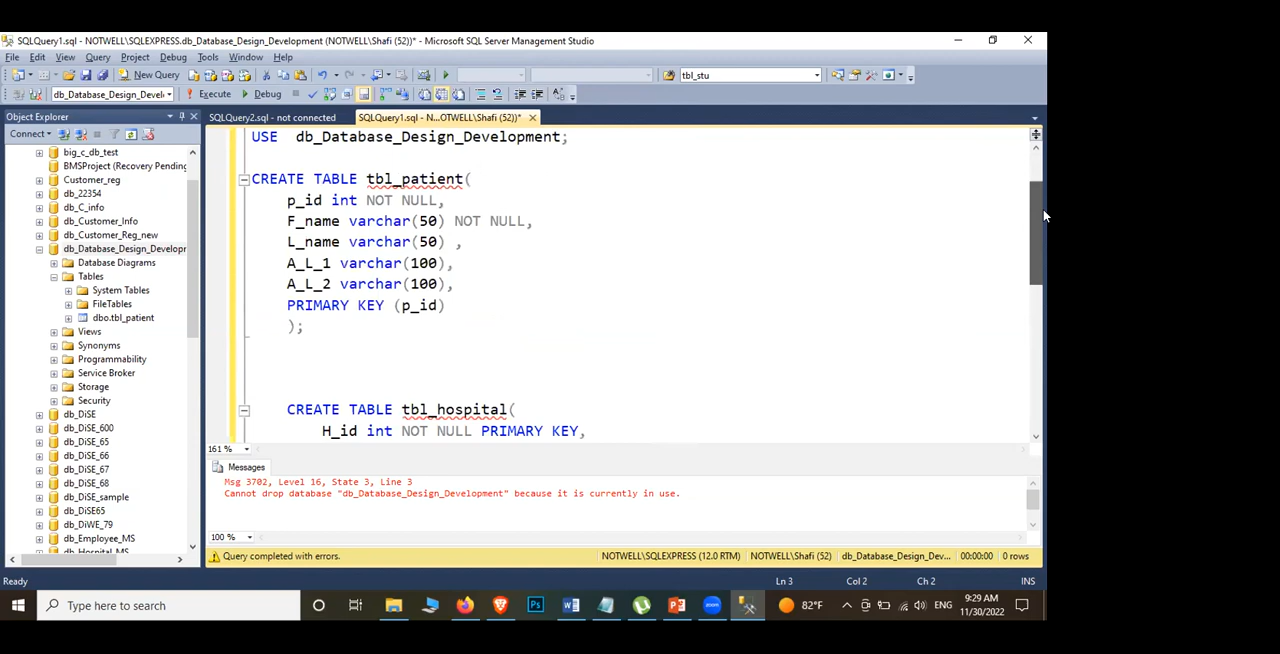 SQLQuery1.sql - NOTWELL\SQLEXPRESS.db_Database_Design_Development (NOTWELL\Shafi (52))* - Microsoft SQL Server Management Studio
File Edit View Query Project Debug Tools Window Help
New Query tbl_stu
db_Database_Design_Devel Execute Debug
Object Explorer
SQLQuery2.sql - not connected SQLQuery1.sql - N...OTWELL\Shafi (52))*
Connect
big_c_db_test
BMSProject (Recovery Pending
Customer_reg
db_22354
db_C_info
db_Customer_Info
db_Customer_Reg_new
db_Database_Design_Developr
Database Diagrams
Tables
System Tables
FileTables
dbo.tbl_patient
Views
Synonyms
Programmability
Service Broker
Storage
Security
db_DiSE
db_DiSE_600
db_DiSE_65
db_DiSE_66
db_DiSE_67
db_DiSE_68
db_DiSE_sample
db_DiSE65
db_DiWE_79
db_Employee_MS
db_Hospital_MS
USE db_Database_Design_Development;
CREATE TABLE tbl_patient(
p_id int NOT NULL,
F_name varchar(50) NOT NULL,
L_name varchar(50) ,
A_L_1 varchar(100),
A_L_2 varchar(100),
PRIMARY KEY (p_id)
);
CREATE TABLE tbl_hospital(
H_id int NOT NULL PRIMARY KEY,
161 %
Messages
Msg 3702, Level 16, State 3, Line 3
Cannot drop database "db_Database_Design_Development" because it is currently in use.
100 %
Query completed with errors. NOTWELL\SQLEXPRESS (12.0 RTM) NOTWELL\Shafi (52) db_Database_Design_Dev... 00:00:00 0 rows
Ready Ln 3 Col 2 Ch 2 INS
Type here to search Ps 82°F ENG 9:29 AM
11/30/2022